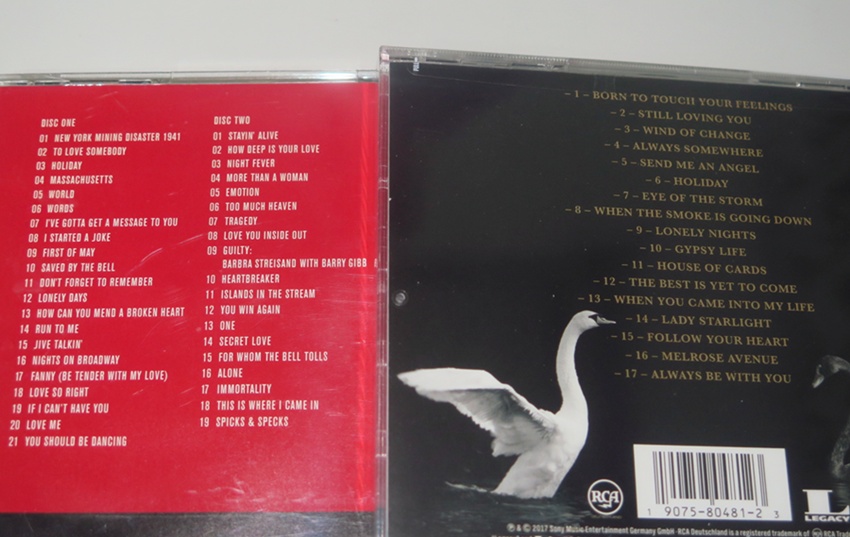 DISC ONE
01 NEW YORK MINING DISASTER 1941
02 TO LOVE SOMEBODY
03 HOLIDAY
04 MASSACHUSETTS
05 WORLD
06 WORDS
07 I'VE GOTTA GET A MESSAGE TO YOU
08 I STARTED A JOKE
09 FIRST OF MAY
10 SAVED BY THE BELL
11 DON'T FORGET TO REMEMBER
12 LONELY DAYS
13 HOW CAN YOU MEND A BROKEN HEART
14 RUN TO ME
15 JIVE TALKIN'
16 NIGHTS ON BROADWAY
17 FANNY (BE TENDER WITH MY LOVE)
18 LOVE SO RIGHT
19 IF I CAN'T HAVE YOU
20 LOVE ME
21 YOU SHOULD BE DANCING
DISC TWO
01 STAYIN' ALIVE
02 HOW DEEP IS YOUR LOVE
03 NIGHT FEVER
04 MORE THAN A WOMAN
05 EMOTION
06 TOO MUCH HEAVEN
07 TRAGEDY
08 LOVE YOU INSIDE OUT
09 GUILTY:
BARBRA STREISAND WITH BARRY GIBB
10 HEARTBREAKER
11 ISLANDS IN THE STREAM
12 YOU WIN AGAIN
13 ONE
14 SECRET LOVE
15 FOR WHOM THE BELL TOLLS
16 ALONE
17 IMMORTALITY
18 THIS IS WHERE I CAME IN
19 SPICKS & SPECKS
– 1 – BORN TO TOUCH YOUR FEELINGS
– 2 – STILL LOVING YOU
– 3 – WIND OF CHANGE
– 4 – ALWAYS SOMEWHERE
– 5 – SEND ME AN ANGEL
– 6 – HOLIDAY
– 7 – EYE OF THE STORM
– 8 – WHEN THE SMOKE IS GOING DOWN
– 9 – LONELY NIGHTS
– 10 – GYPSY LIFE
– 11 – HOUSE OF CARDS
– 12 – THE BEST IS YET TO COME
– 13 – WHEN YOU CAME INTO MY LIFE
– 14 – LADY STARLIGHT
– 15 – FOLLOW YOUR HEART
– 16 – MELROSE AVENUE
– 17 – ALWAYS BE WITH YOU
RCA
1 9075-80481-2 3
L
LEGACY
℗ & © 2017 Sony Music Entertainment Germany GmbH · RCA Deutschland is a registered trademark of RCA